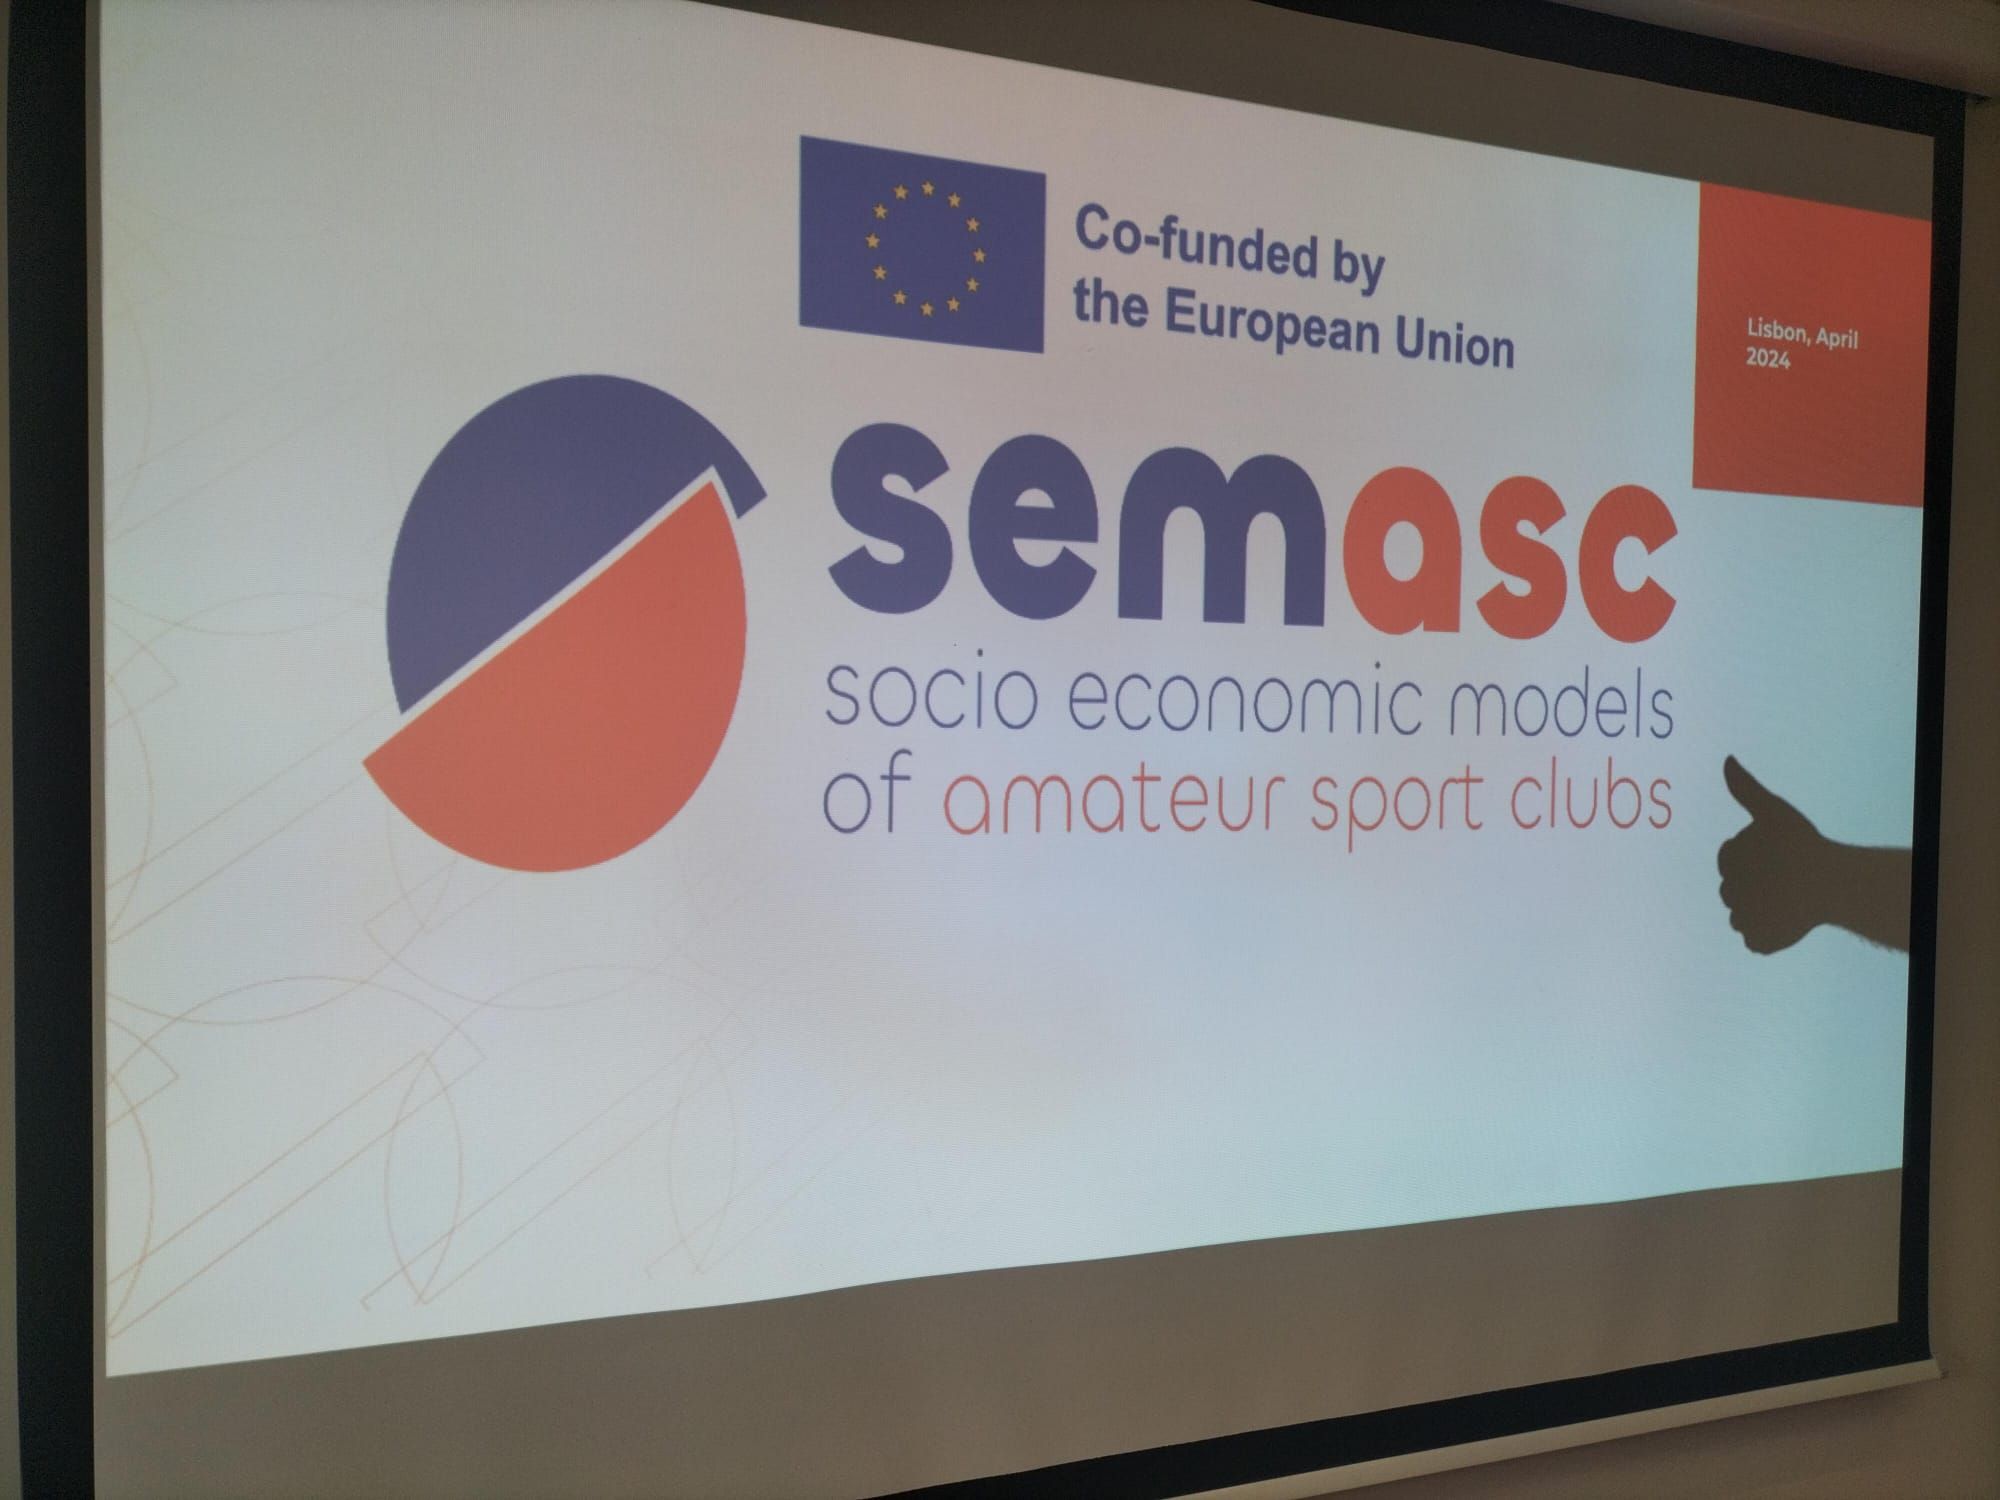 Co-funded by
the European Union
Lisbon, April
2024
semasc
socio economic models
of amateur sport clubs